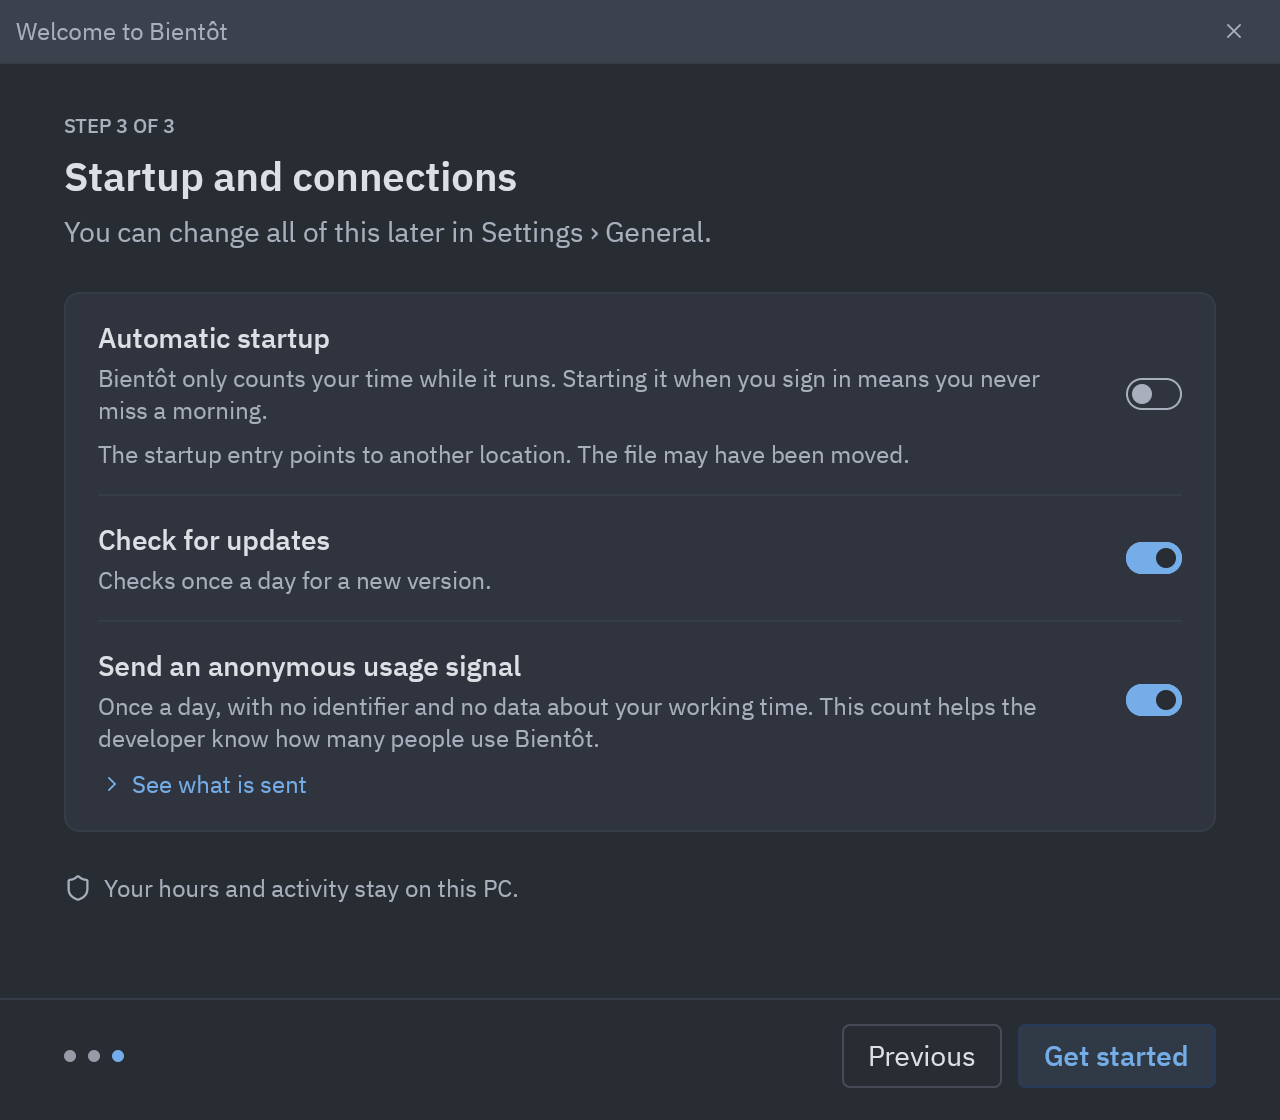 Welcome to Bientôt
STEP 3 OF 3
Startup and connections
You can change all of this later in Settings › General.
Automatic startup
Bientôt only counts your time while it runs. Starting it when you sign in means you never
miss a morning.
The startup entry points to another location. The file may have been moved.
Check for updates
Checks once a day for a new version.
Send an anonymous usage signal
Once a day, with no identifier and no data about your working time. This count helps the
developer know how many people use Bientôt.
See what is sent
Your hours and activity stay on this PC.
Previous
Get started